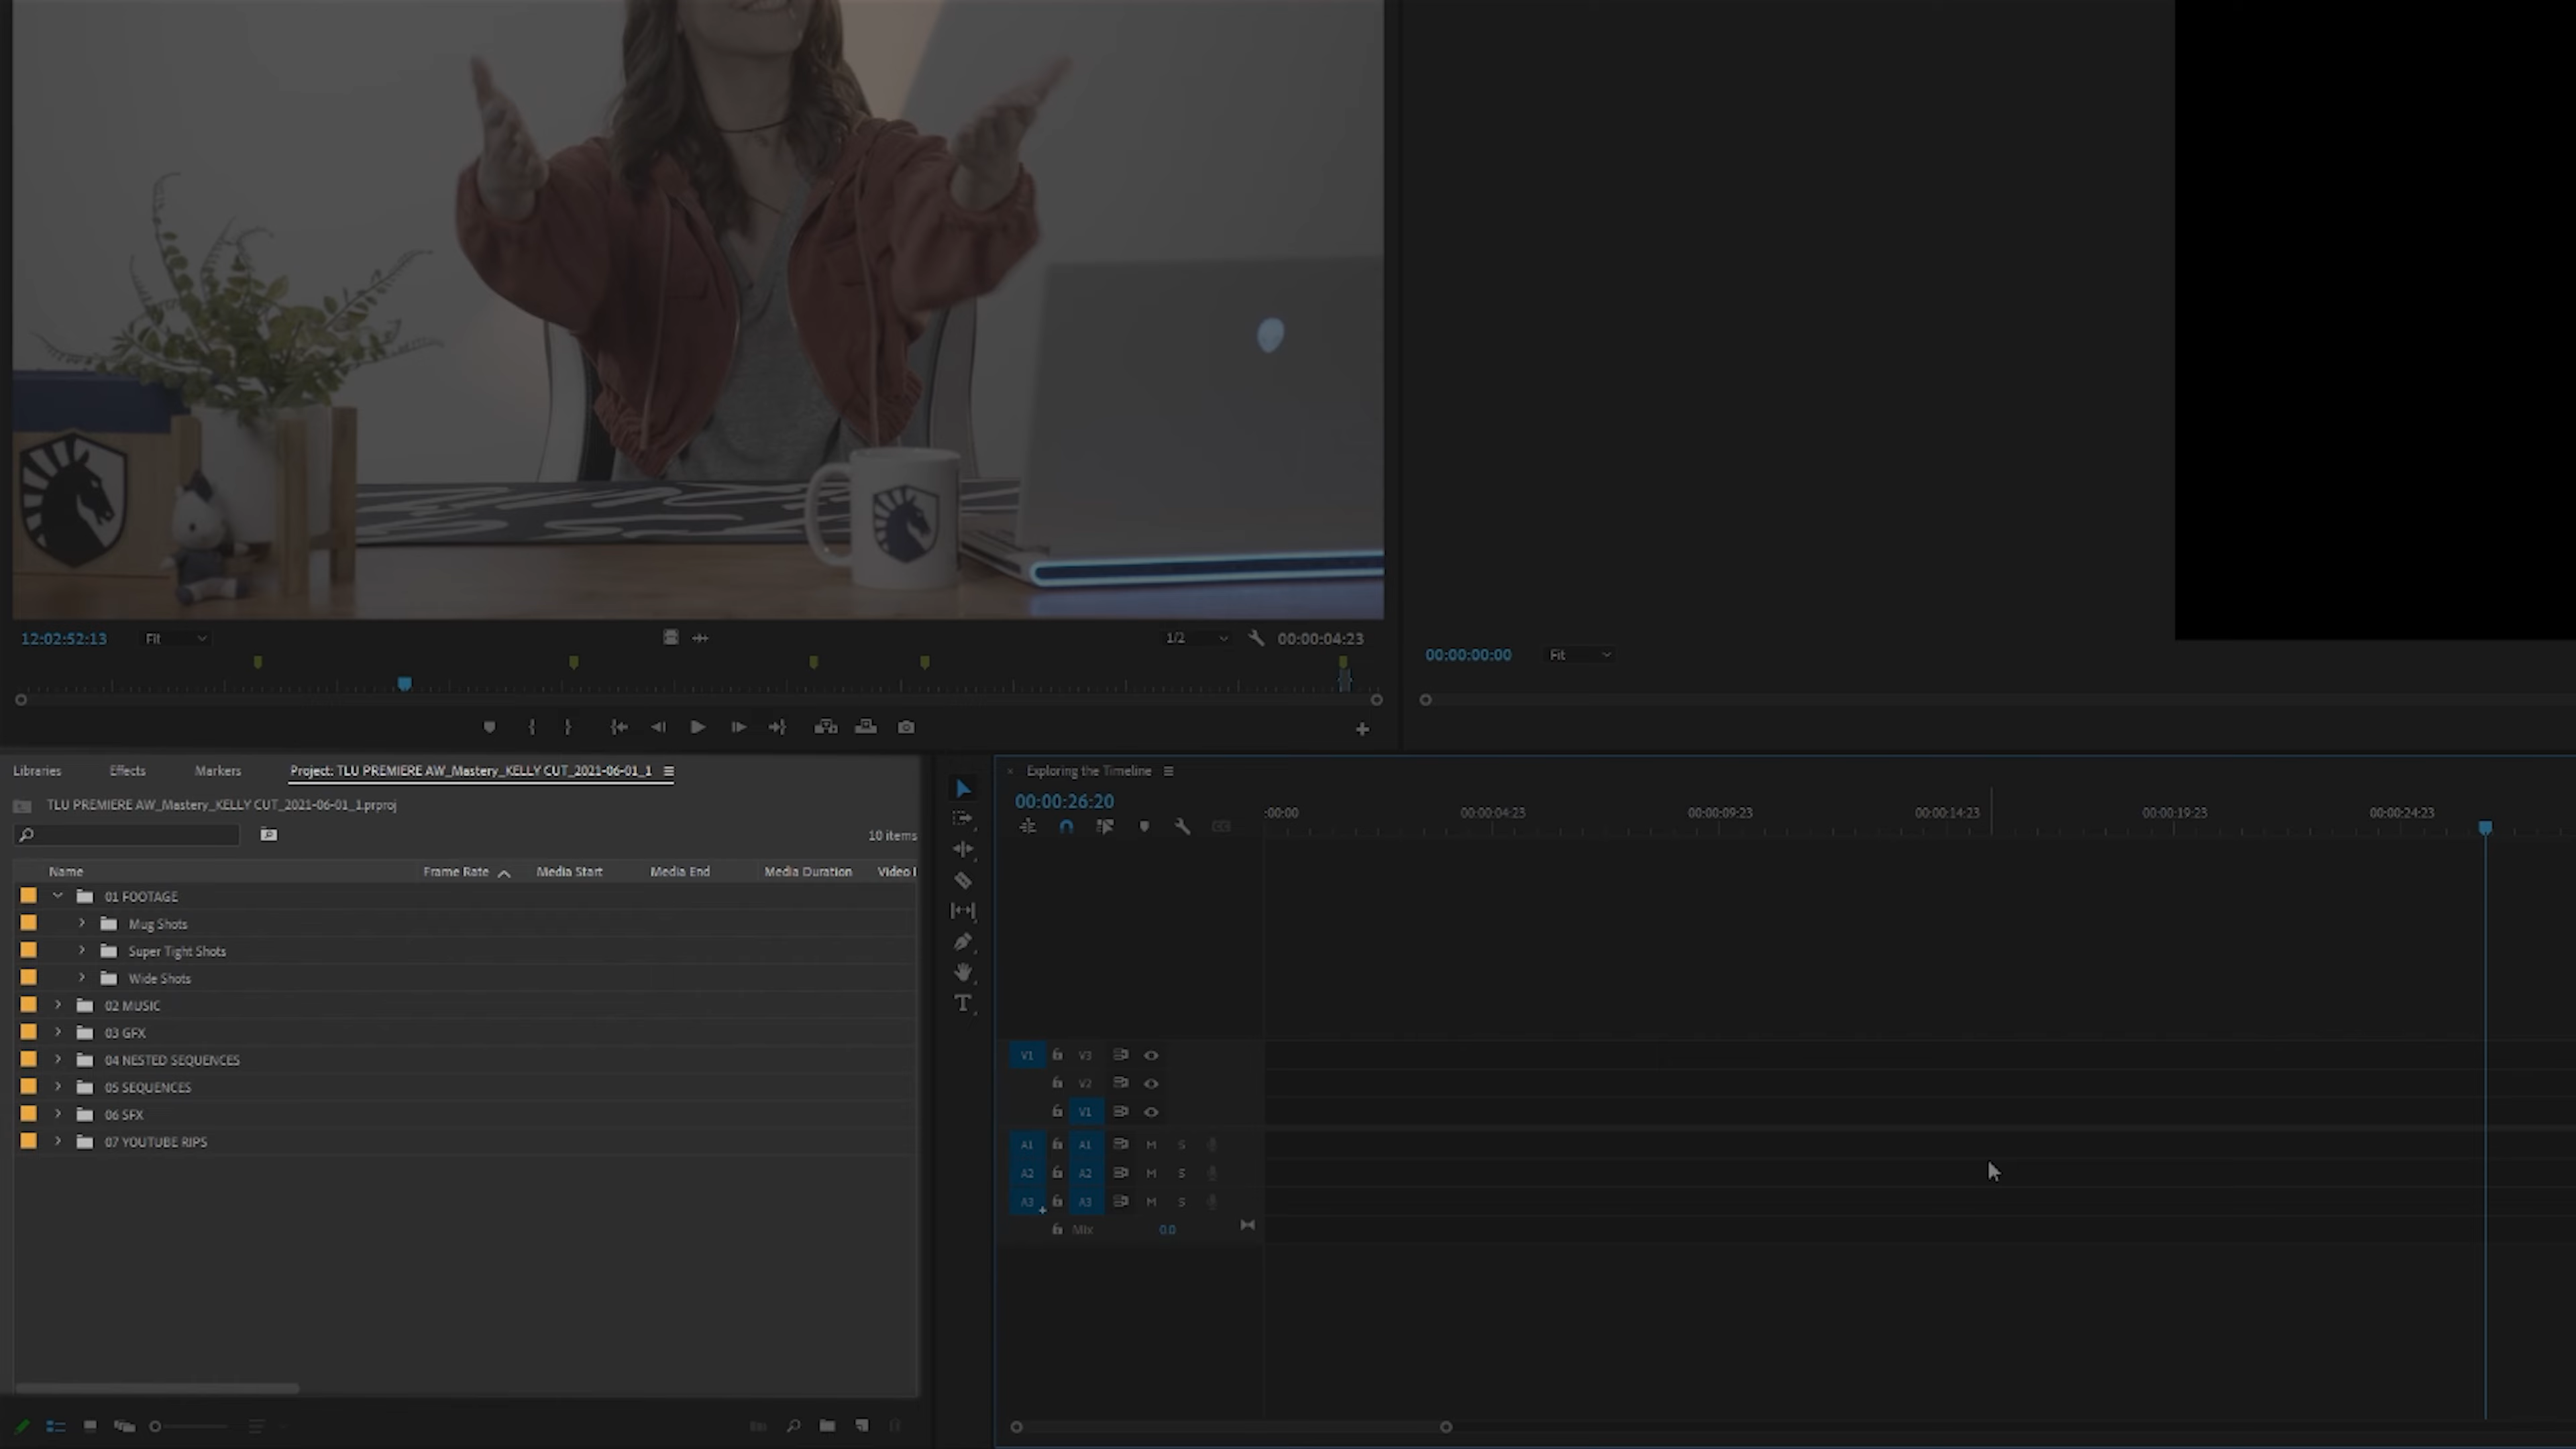 12:02:52:13 Fit 1/2 00:00:04:23
00:00:00:00 Fit
Libraries Effects Markers Project: TLU PREMIERE AW_Mastery_KELLY CUT_2021-06-01_1
TLU PREMIERE AW_Mastery_KELLY CUT_2021-06-01_1.prproj
10 items
Name Frame Rate Media Start Media End Media Duration Video I
01 FOOTAGE
Mug Shots
Super Tight Shots
Wide Shots
02 MUSIC
03 GFX
04 NESTED SEQUENCES
05 SEQUENCES
06 SFX
07 YOUTUBE RIPS
T
× Exploring the Timeline
00:00:26:20
:00:00 00:00:04:23 00:00:09:23 00:00:14:23 00:00:19:23 00:00:24:23
V1 V3
V2
V1
A1 A1 M S
A2 A2 M S
A3 A3 M S
Mix 0.0